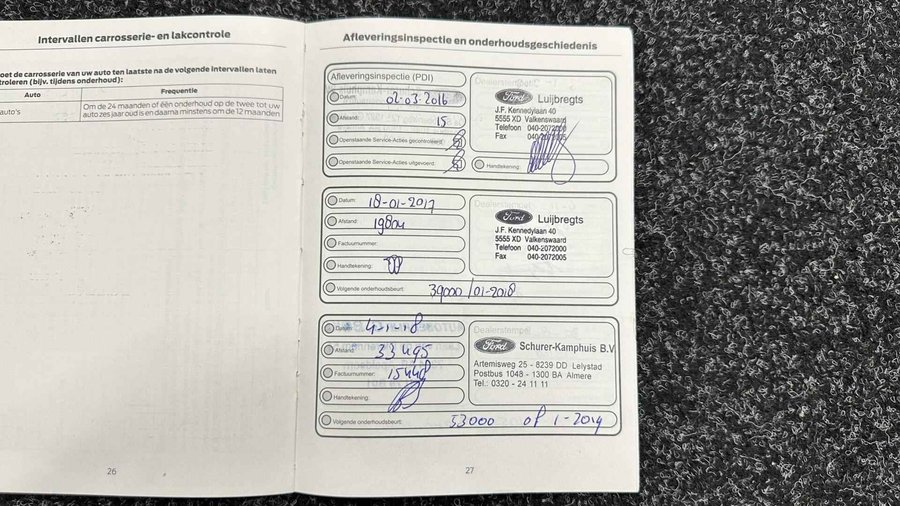 Intervallen carrosserie- en lakcontrole
oet de carrosserie van uw auto ten laatste na de volgende intervallen laten
troleren (bijv. tijdens onderhoud):
Auto Frequentie
auto's Om de 24 maanden of één onderhoud op de twee tot uw
auto zes jaar oud is en daarna minstens om de 12 maanden
26
Afleveringsinspectie en onderhoudsgeschiedenis
Afleveringsinspectie (PDI)
Datum: 02-03-2016
Afstand: 15
Openstaande Service-Acties gecontroleerd:
Openstaande Service-Acties uitgevoerd:
Dealerstempel
Ford Luijbregts
J.F. Kennedylaan 40
5555 XD Valkenswaard
Telefoon 040-2072000
Fax 040-2072005
Handtekening:
Datum: 18-01-2017
Afstand: 19804
Factuurnummer:
Handtekening:
Volgende onderhoudsbeurt: 39000 / 01-2018
Dealerstempel
Ford Luijbregts
J.F. Kennedylaan 40
5555 XD Valkenswaard
Telefoon 040-2072000
Fax 040-2072005
Datum: 4-1-18
Afstand: 33495
Factuurnummer: 15448
Handtekening:
Volgende onderhoudsbeurt: 53000 of 1-2019
Dealerstempel
Ford Schurer-Kamphuis B.V
Artemisweg 25 - 8239 DD Lelystad
Postbus 1048 - 1300 BA Almere
Tel.: 0320 - 24 11 11
27